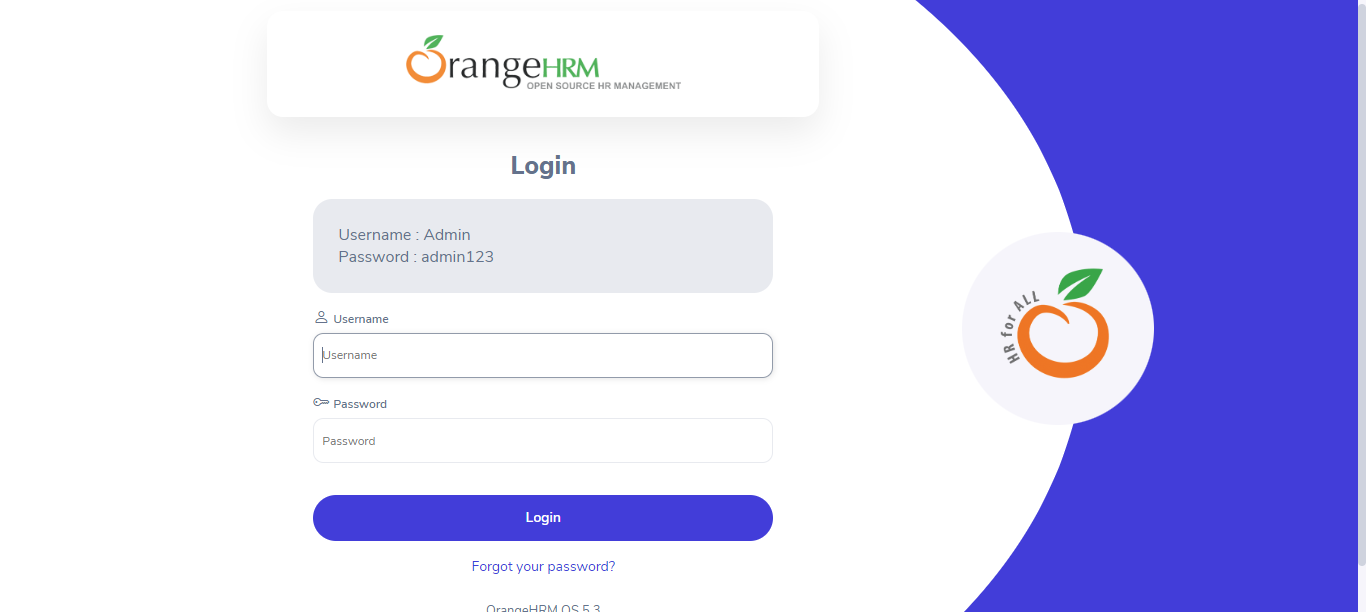 OrangeHRM
OPEN SOURCE HR MANAGEMENT
Login
Username : Admin
Password : admin123
Username
Username
Password
Password
Login
Forgot your password?
OrangeHRM OS 5.3
HR for ALL